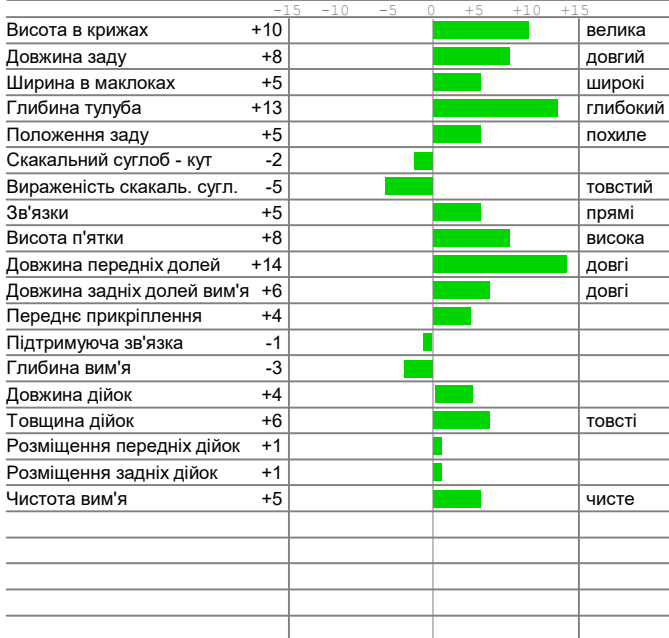 -15 -10 -5 0 +5 +10 +15
Висота в крижах +10 велика
Довжина заду +8 довгий
Ширина в маклоках +5 широкі
Глибина тулуба +13 глибокий
Положення заду +5 похиле
Скакальний суглоб - кут -2
Вираженість скакаль. сугл. -5 товстий
Зв'язки +5 прямі
Висота п'ятки +8 висока
Довжина передніх долей +14 довгі
Довжина задніх долей вим'я +6 довгі
Переднє прикріплення +4
Підтримуюча зв'язка -1
Глибина вим'я -3
Довжина дійок +4
Товщина дійок +6 товсті
Розміщення передніх дійок +1
Розміщення задніх дійок +1
Чистота вим'я +5 чисте